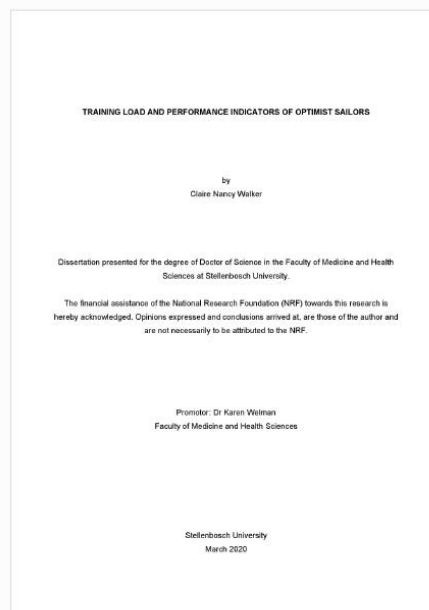 TRAINING LOAD AND PERFORMANCE INDICATORS OF OPTIMIST SAILORS
by
Claire Nancy Walker
Dissertation presented for the degree of Doctor of Science in the Faculty of Medicine and Health
Sciences at Stellenbosch University.
The financial assistance of the National Research Foundation (NRF) towards this research is
hereby acknowledged. Opinions expressed and conclusions arrived at, are those of the author and
are not necessarily to be attributed to the NRF.
Promotor: Dr Karen Welman
Faculty of Medicine and Health Sciences
Stellenbosch University
March 2020